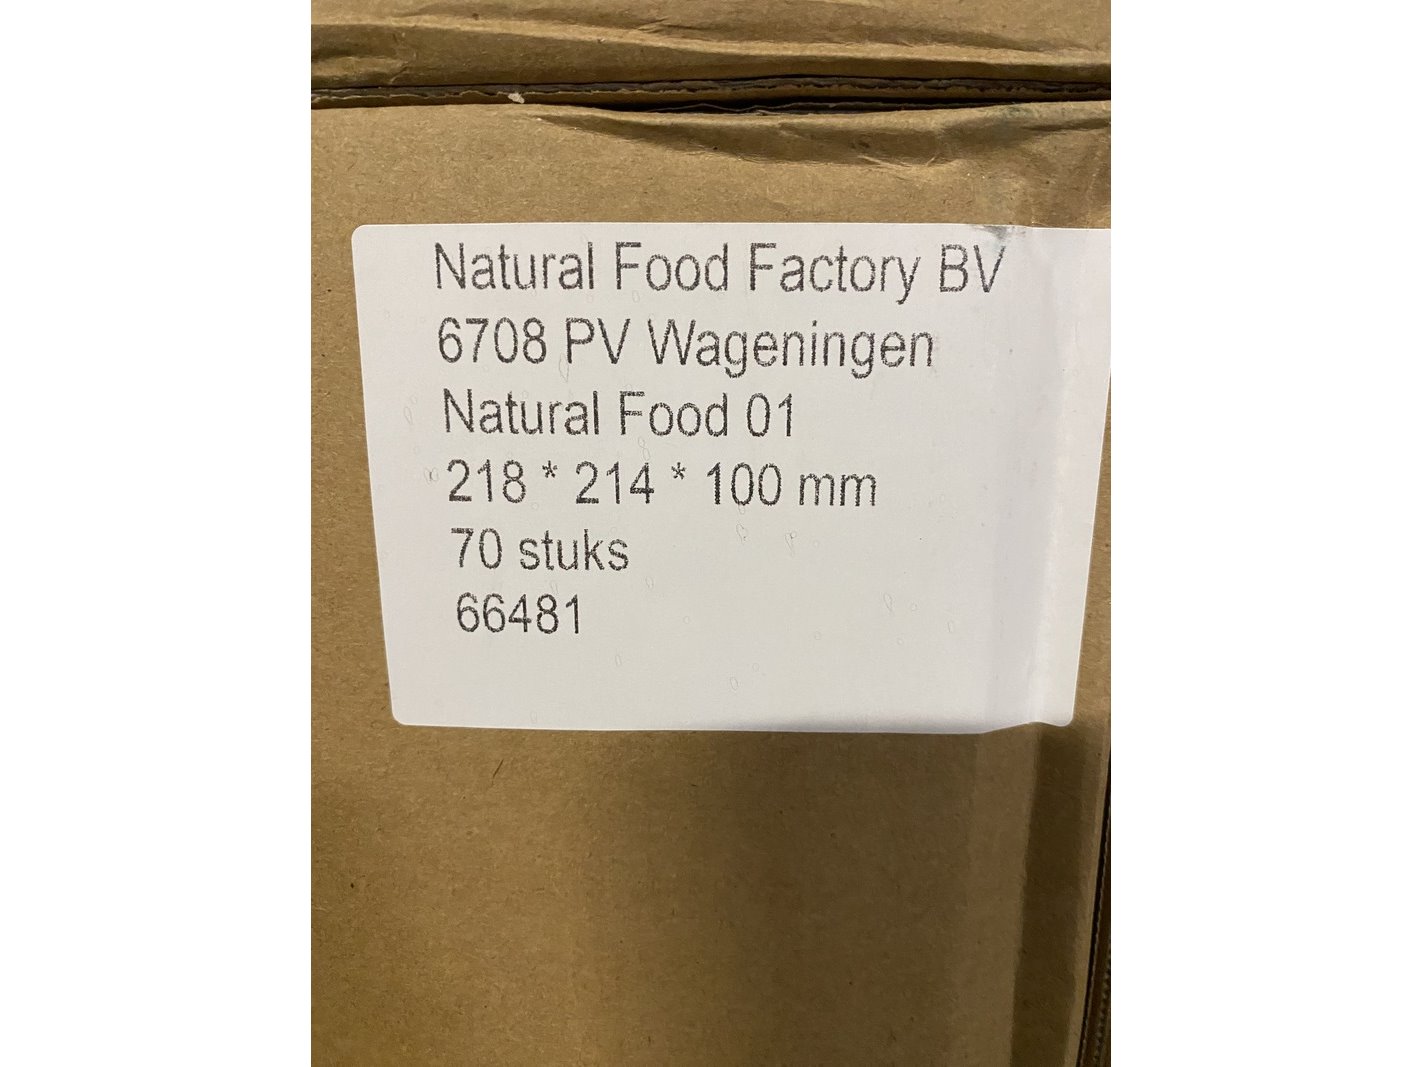 Natural Food Factory BV
6708 PV Wageningen
Natural Food 01
218 * 214 * 100 mm
70 stuks
66481